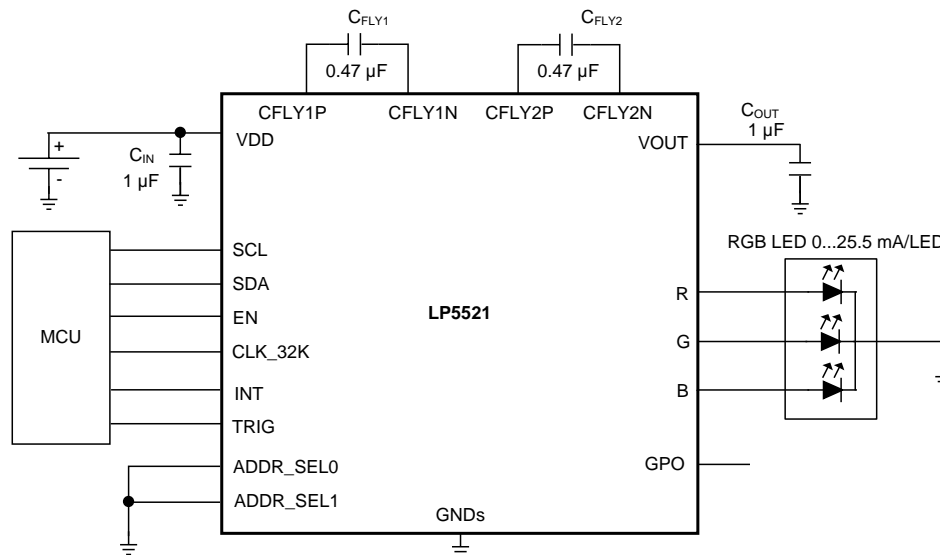 CFLY1
CFLY2
0.47 µF
0.47 µF
CFLY1P
CFLY1N
CFLY2P
CFLY2N
COUT
1 µF
VDD
VOUT
+
-
CIN
1 µF
SCL
RGB LED 0...25.5 mA/LED
SDA
R
EN
LP5521
MCU
G
CLK_32K
INT
B
TRIG
ADDR_SEL0
GPO
ADDR_SEL1
GNDs